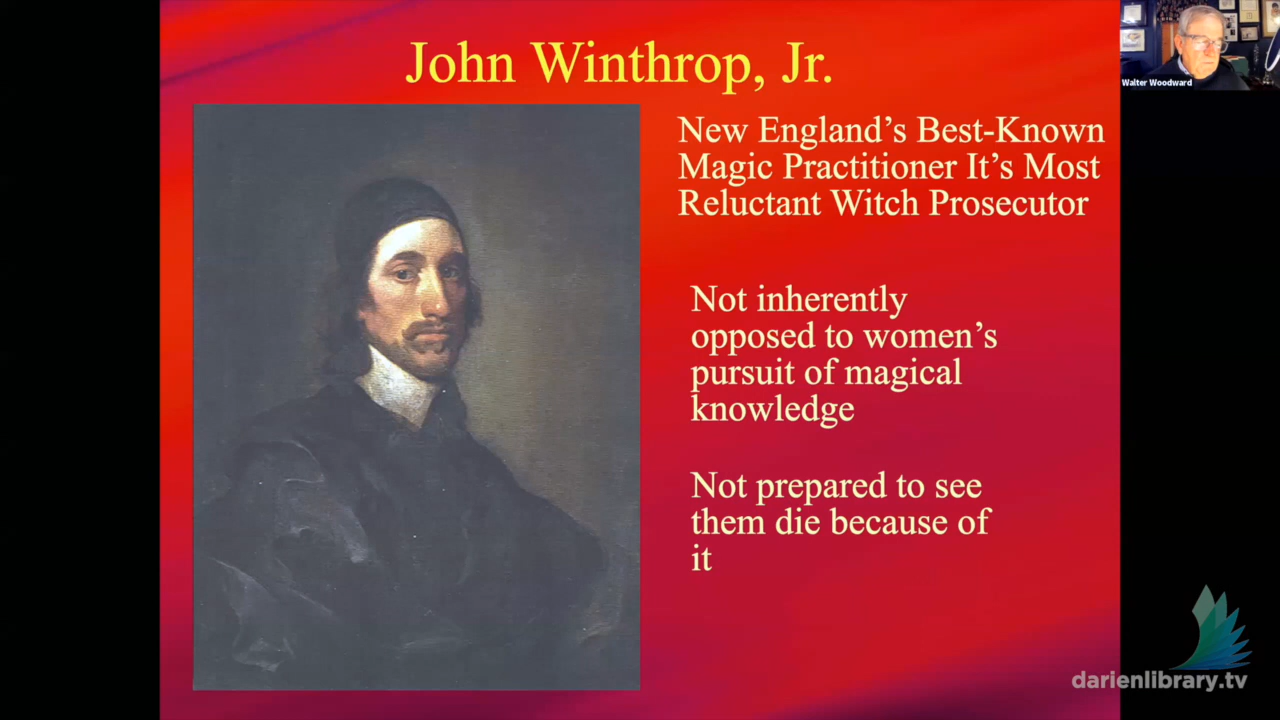 John Winthrop, Jr.
New England’s Best-Known
Magic Practitioner It’s Most
Reluctant Witch Prosecutor
Not inherently
opposed to women’s
pursuit of magical
knowledge
Not prepared to see
them die because of
it
Walter Woodward
darienlibrary.tv